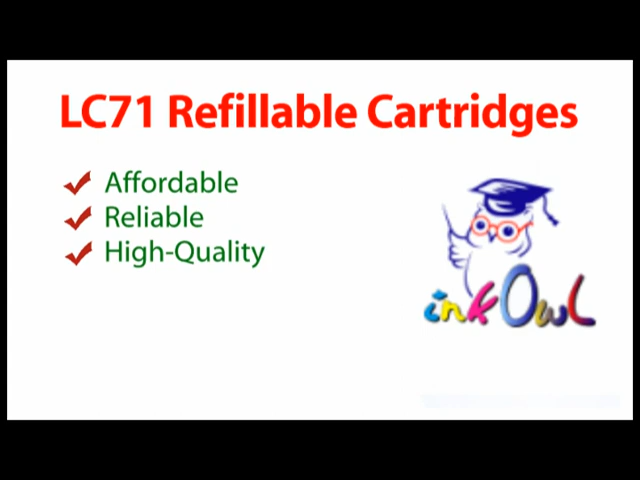 LC71 Refillable Cartridges
Affordable
Reliable
High-Quality
inkOwl